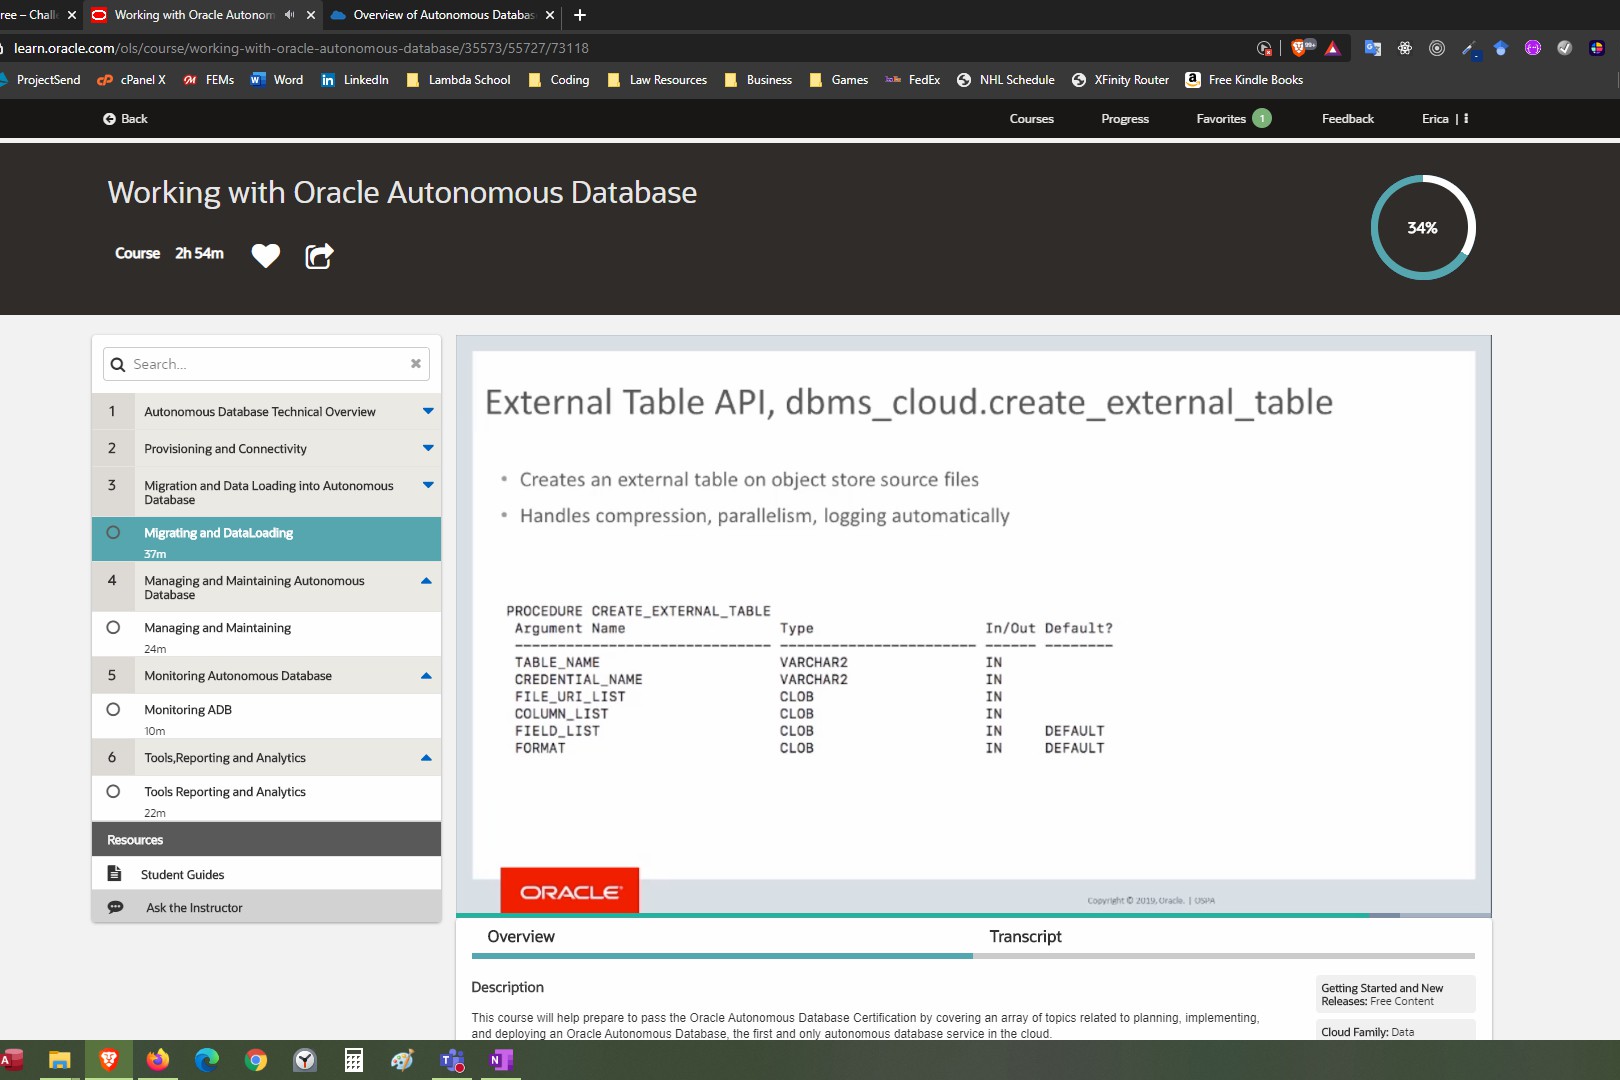 ree – Chall
Working with Oracle Autonom
Overview of Autonomous Databas
learn.oracle.com/ols/course/working-with-oracle-autonomous-database/35573/55727/73118
99+
ProjectSend
cPanel X
FEMs
Word
LinkedIn
Lambda School
Coding
Law Resources
Business
Games
FedEx
NHL Schedule
XFinity Router
Free Kindle Books
Back
Courses
Progress
Favorites 1
Feedback
Erica
Working with Oracle Autonomous Database
Course 2h 54m
34%
Search...
1 Autonomous Database Technical Overview
2 Provisioning and Connectivity
3 Migration and Data Loading into Autonomous
Database
Migrating and DataLoading
37m
4 Managing and Maintaining Autonomous
Database
Managing and Maintaining
24m
5 Monitoring Autonomous Database
Monitoring ADB
10m
6 Tools,Reporting and Analytics
Tools Reporting and Analytics
22m
Resources
Student Guides
Ask the Instructor
External Table API, dbms_cloud.create_external_table
• Creates an external table on object store source files
• Handles compression, parallelism, logging automatically
PROCEDURE CREATE_EXTERNAL_TABLE
Argument Name Type In/Out Default?
------------------------------ ----------------------- ------ --------
TABLE_NAME VARCHAR2 IN
CREDENTIAL_NAME VARCHAR2 IN
FILE_URI_LIST CLOB IN
COLUMN_LIST CLOB IN
FIELD_LIST CLOB IN DEFAULT
FORMAT CLOB IN DEFAULT
ORACLE
Copyright © 2019, Oracle. | OSPA
Overview
Transcript
Description
This course will help prepare to pass the Oracle Autonomous Database Certification by covering an array of topics related to planning, implementing,
and deploying an Oracle Autonomous Database, the first and only autonomous database service in the cloud.
Getting Started and New
Releases: Free Content
Cloud Family: Data